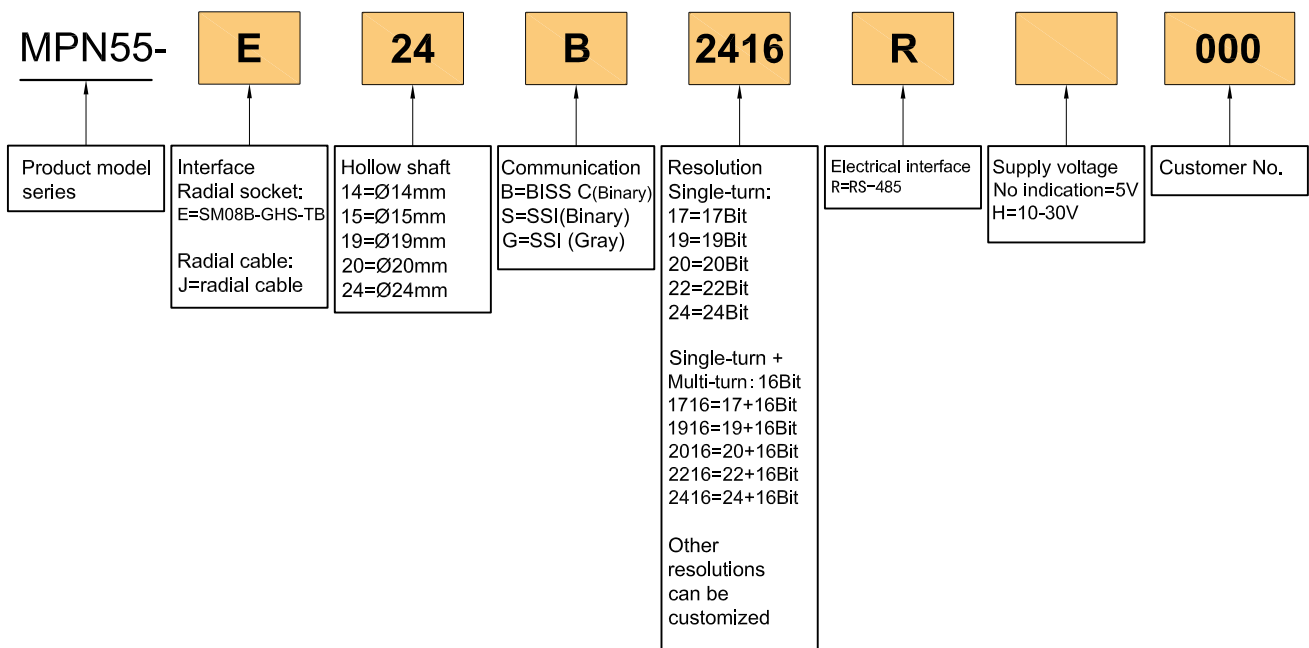 MPN55- E 24 B 2416 R 000
Product model
series
Interface
Radial socket:
E=SM08B-GHS-TB
Radial cable:
J=radial cable
Hollow shaft
14=Ø14mm
15=Ø15mm
19=Ø19mm
20=Ø20mm
24=Ø24mm
Communication
B=BISS C(Binary)
S=SSI(Binary)
G=SSI (Gray)
Resolution
Single-turn:
17=17Bit
19=19Bit
20=20Bit
22=22Bit
24=24Bit
Single-turn +
Multi-turn: 16Bit
1716=17+16Bit
1916=19+16Bit
2016=20+16Bit
2216=22+16Bit
2416=24+16Bit
Other
resolutions
can be
customized
Electrical interface
R=RS-485
Supply voltage
No indication=5V
H=10-30V
Customer No.